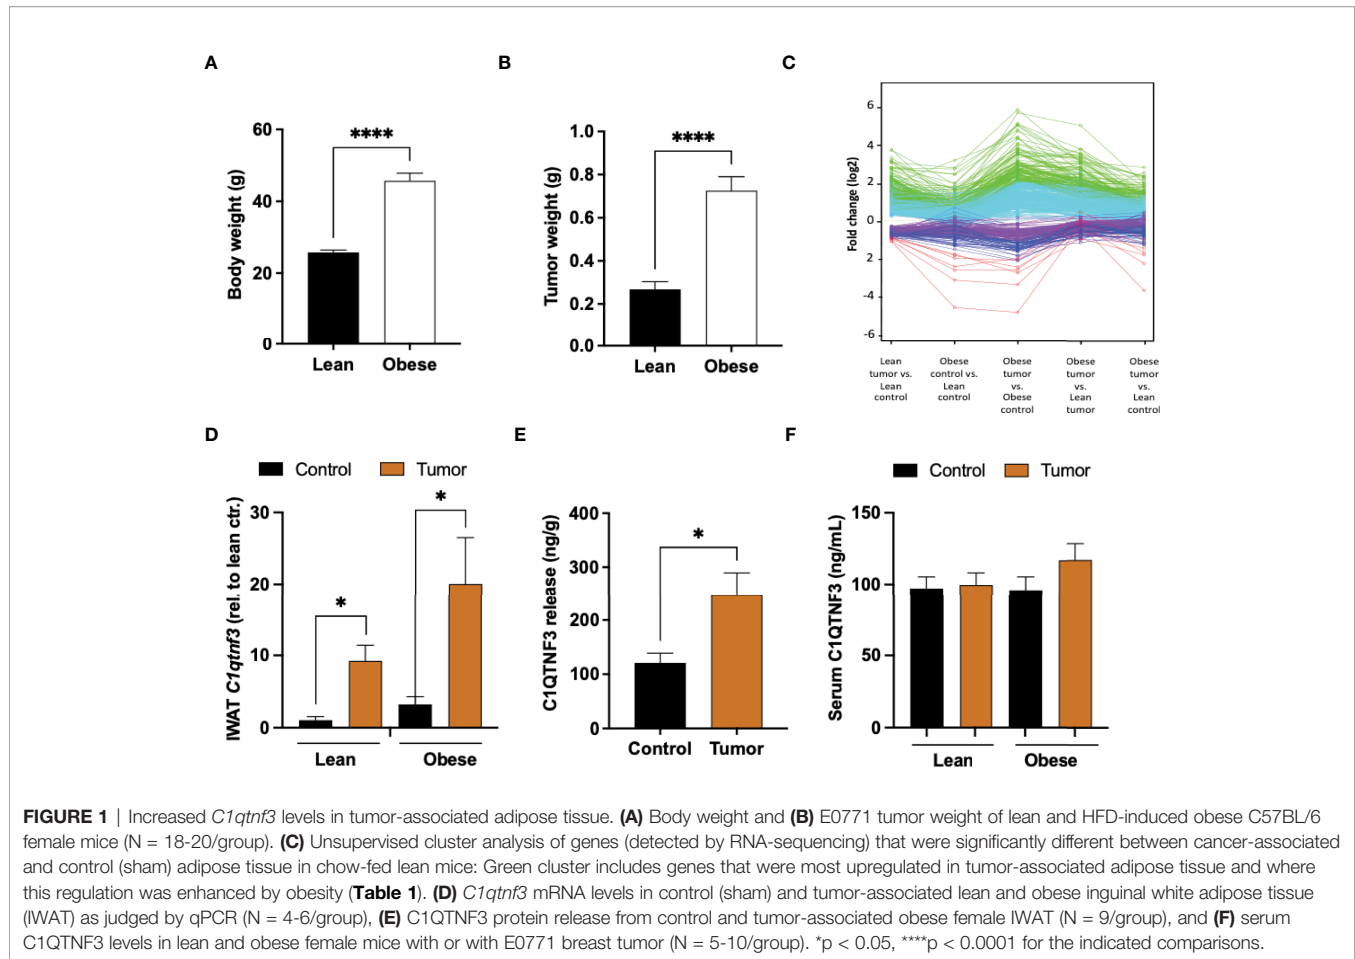 A
B
C
60
40
20
0
Body weight (g)
****
Lean
Obese
1.0
0.8
0.6
0.4
0.2
0.0
Tumor weight (g)
****
Lean
Obese
6
4
2
0
2
-4
-6
Fold change (log2)
Lean tumor vs. Lean control
Obese control vs. Lean control
Obese tumor vs. Obese control
Obese tumor vs. Lean tumor
Obese tumor vs. Lean control
D
E
F
Control
Tumor
30
20
10
0
IWAT C1qtnf3 (rel. to lean ctr.)
*
*
Lean
Obese
400
300
200
100
0
C1QTNF3 release (ng/g)
*
Control
Tumor
Control
Tumor
150
100
50
0
Serum C1QTNF3 (ng/mL)
Lean
Obese
FIGURE 1 | Increased C1qtnf3 levels in tumor-associated adipose tissue. (A) Body weight and (B) E0771 tumor weight of lean and HFD-induced obese C57BL/6
female mice (N = 18-20/group). (C) Unsupervised cluster analysis of genes (detected by RNA-sequencing) that were significantly different between cancer-associated
and control (sham) adipose tissue in chow-fed lean mice: Green cluster includes genes that were most upregulated in tumor-associated adipose tissue and where
this regulation was enhanced by obesity (Table 1). (D) C1qtnf3 mRNA levels in control (sham) and tumor-associated lean and obese inguinal white adipose tissue
(IWAT) as judged by qPCR (N = 4-6/group), (E) C1QTNF3 protein release from control and tumor-associated obese female IWAT (N = 9/group), and (F) serum
C1QTNF3 levels in lean and obese female mice with or with E0771 breast tumor (N = 5-10/group). *p < 0.05, ****p < 0.0001 for the indicated comparisons.